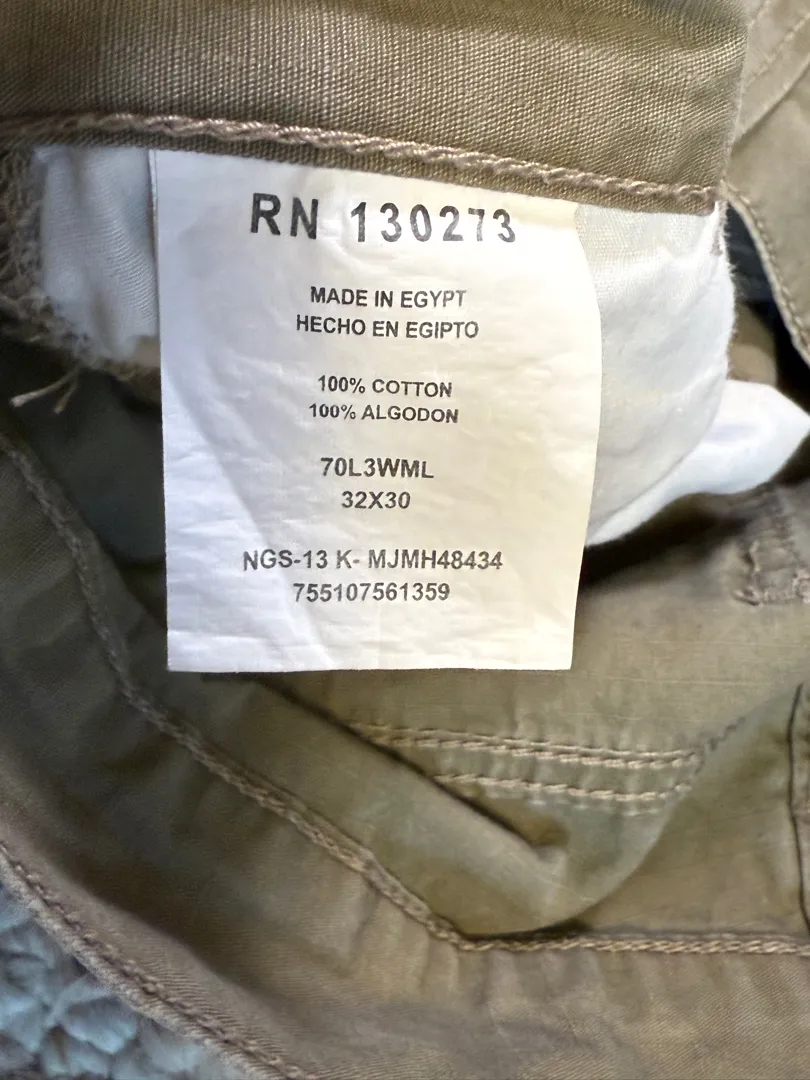 RN 130273
MADE IN EGYPT
HECHO EN EGIPTO
100% COTTON
100% ALGODON
70L3WML
32X30
NGS-13 K- MJMH48434
755107561359